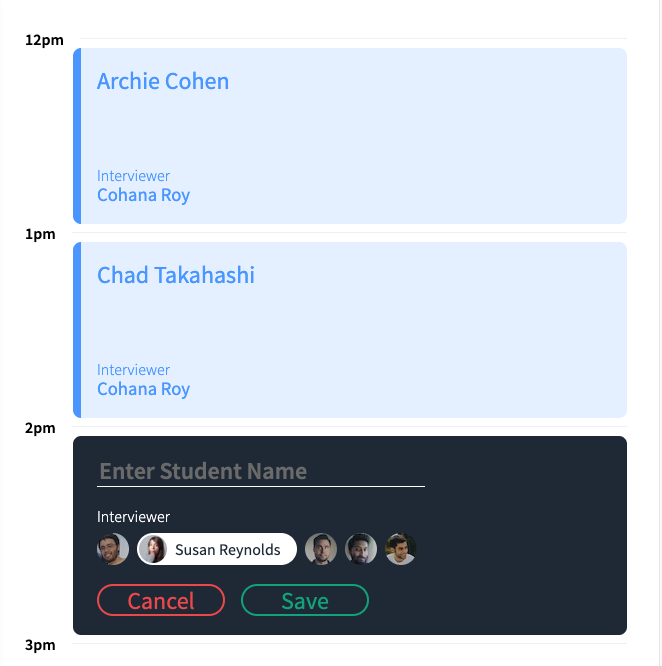 12pm
Archie Cohen
Interviewer
Cohana Roy
1pm
Chad Takahashi
Interviewer
Cohana Roy
2pm
Enter Student Name
Interviewer
Susan Reynolds
Cancel Save
3pm